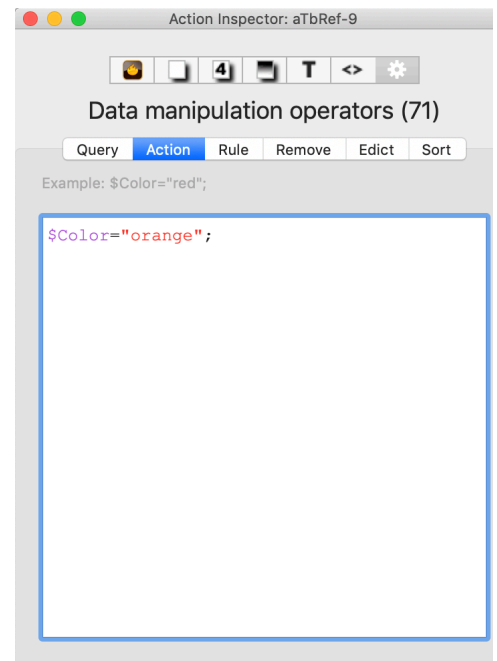 Action Inspector: aTbRef-9
4 T <>
Data manipulation operators (71)
Query Action Rule Remove Edict Sort
Example: $Color="red";
$Color="orange";